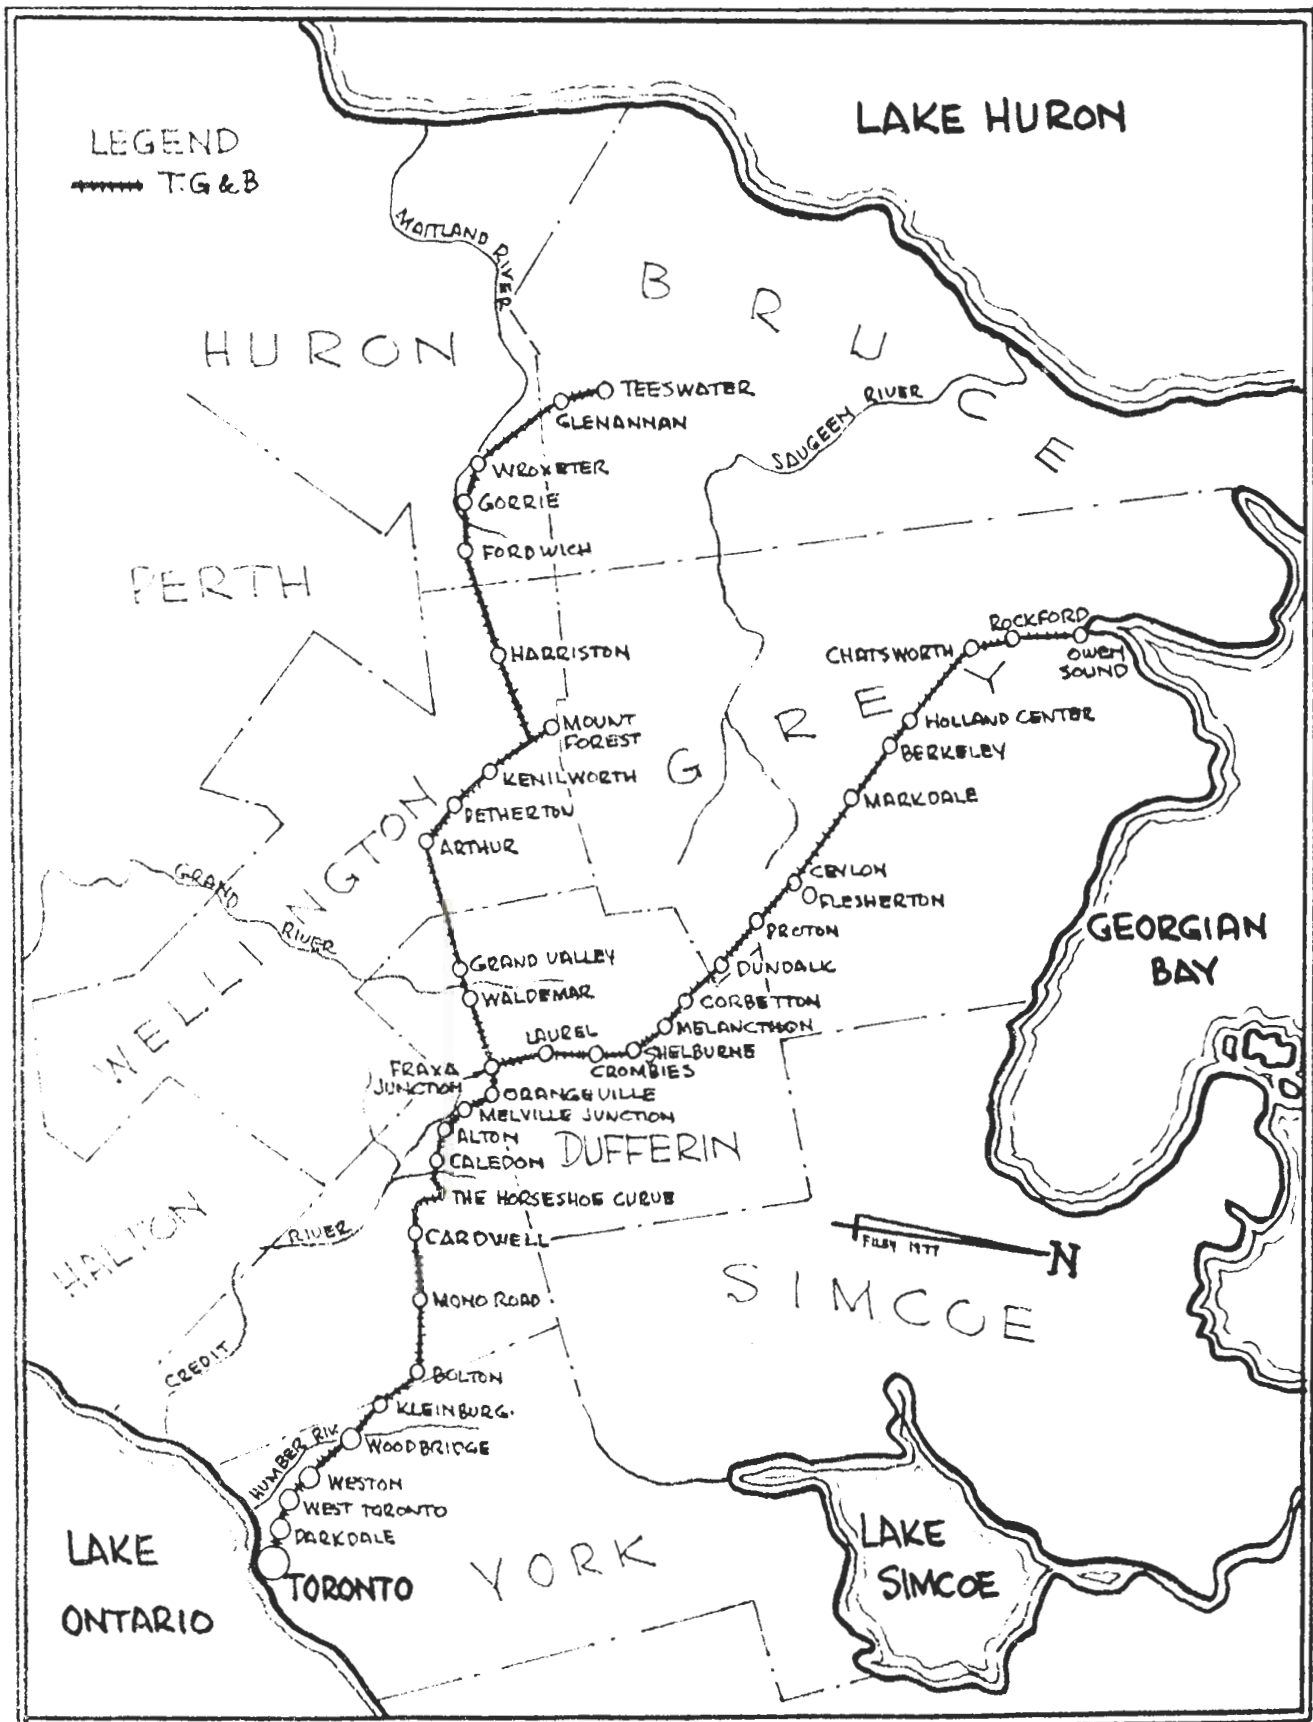 LAKE HURON
LEGEND
T.G & B
MAITLAND RIVER
BRUCE
HURON
TEESWATER
GLENANNAN
SAUGEEN RIVER
WROXETER
GORRIE
FORDWICH
PERTH
ROCKFORD
CHATSWORTH
OWEN
SOUND
HARRISTON
GREY
MOUNT
FOREST
HOLLAND CENTER
BERKELEY
KENILWORTH
PETHERTON
MARKDALE
ARTHUR
WELLINGTON
GRAND
RIVER
CEYLON
FLESHERTON
PROTON
GEORGIAN
BAY
GRAND VALLEY
DUNDALK
WALDEMAR
CORBETTON
MELANCTHON
LAUREL
SHELBURNE
CROMBIES
FRAXA
JUNCTION
ORANGEVILLE
MELVILLE JUNCTION
ALTON
DUFFERIN
CALEDON
THE HORSESHOE CURVE
HALTON
RIVER
CARDWELL
FILBY 1977
N
SIMCOE
MONO ROAD
CREDIT
BOLTON
KLEINBURG.
HUMBER RIV
WOODBRIDGE
WESTON
WEST TORONTO
PARKDALE
LAKE
ONTARIO
TORONTO
YORK
LAKE
SIMCOE